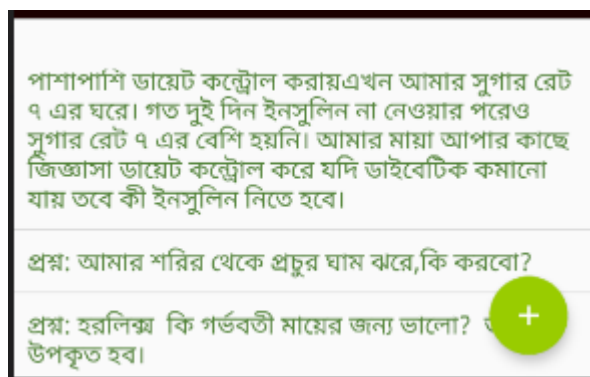 পাশাপাশি ডায়েট কন্ট্রোল করায়এখন আমার সুগার রেট
৭ এর ঘরে। গত দুই দিন ইনসুলিন না নেওয়ার পরেও
সুগার রেট ৭ এর বেশি হয়নি। আমার মায়া আপার কাছে
জিজ্ঞাসা ডায়েট কন্ট্রোল করে যদি ডাইবেটিক কমানো
যায় তবে কী ইনসুলিন নিতে হবে।
প্রশ্ন: আমার শরির থেকে প্রচুর ঘাম ঝরে,কি করবো?
প্রশ্ন: হরলিক্স কি গর্ভবতী মায়ের জন্য ভালো?
উপকৃত হব।